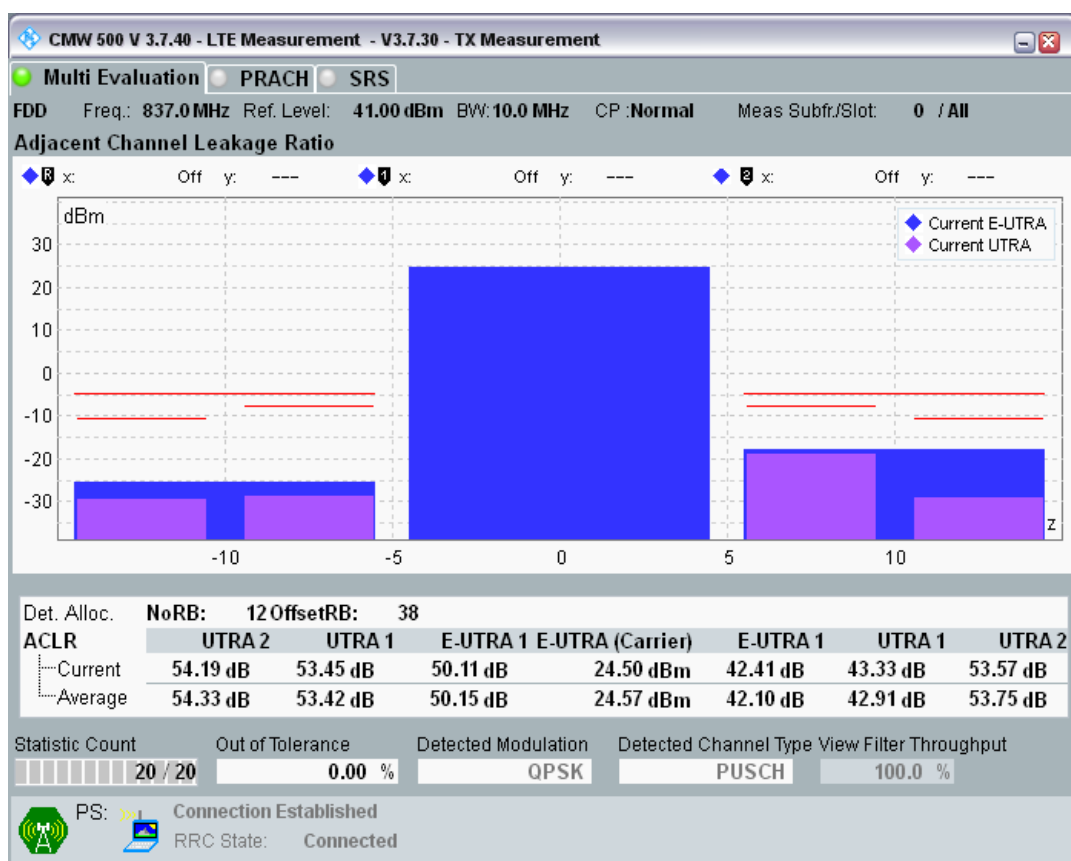 CMW 500 V 3.7.40 - LTE Measurement - V3.7.30 - TX Measurement
Multi Evaluation PRACH SRS
FDD Freq.: 837.0 MHz Ref. Level: 41.00 dBm BW: 10.0 MHz CP : Normal Meas Subfr./Slot: 0 / All
Adjacent Channel Leakage Ratio
R x: Off y: --- 1 x: Off y: --- 2 x: Off y: ---
dBm
Current E-UTRA
Current UTRA
30
20
10
0
-10
-20
-30
z
-10 -5 0 5 10
Det. Alloc. NoRB: 12 OffsetRB: 38
ACLR UTRA 2 UTRA 1 E-UTRA 1 E-UTRA (Carrier) E-UTRA 1 UTRA 1 UTRA 2
Current 54.19 dB 53.45 dB 50.11 dB 24.50 dBm 42.41 dB 43.33 dB 53.57 dB
Average 54.33 dB 53.42 dB 50.15 dB 24.57 dBm 42.10 dB 42.91 dB 53.75 dB
Statistic Count Out of Tolerance Detected Modulation Detected Channel Type View Filter Throughput
20 / 20 0.00 % QPSK PUSCH 100.0 %
PS: Connection Established
RRC State: Connected